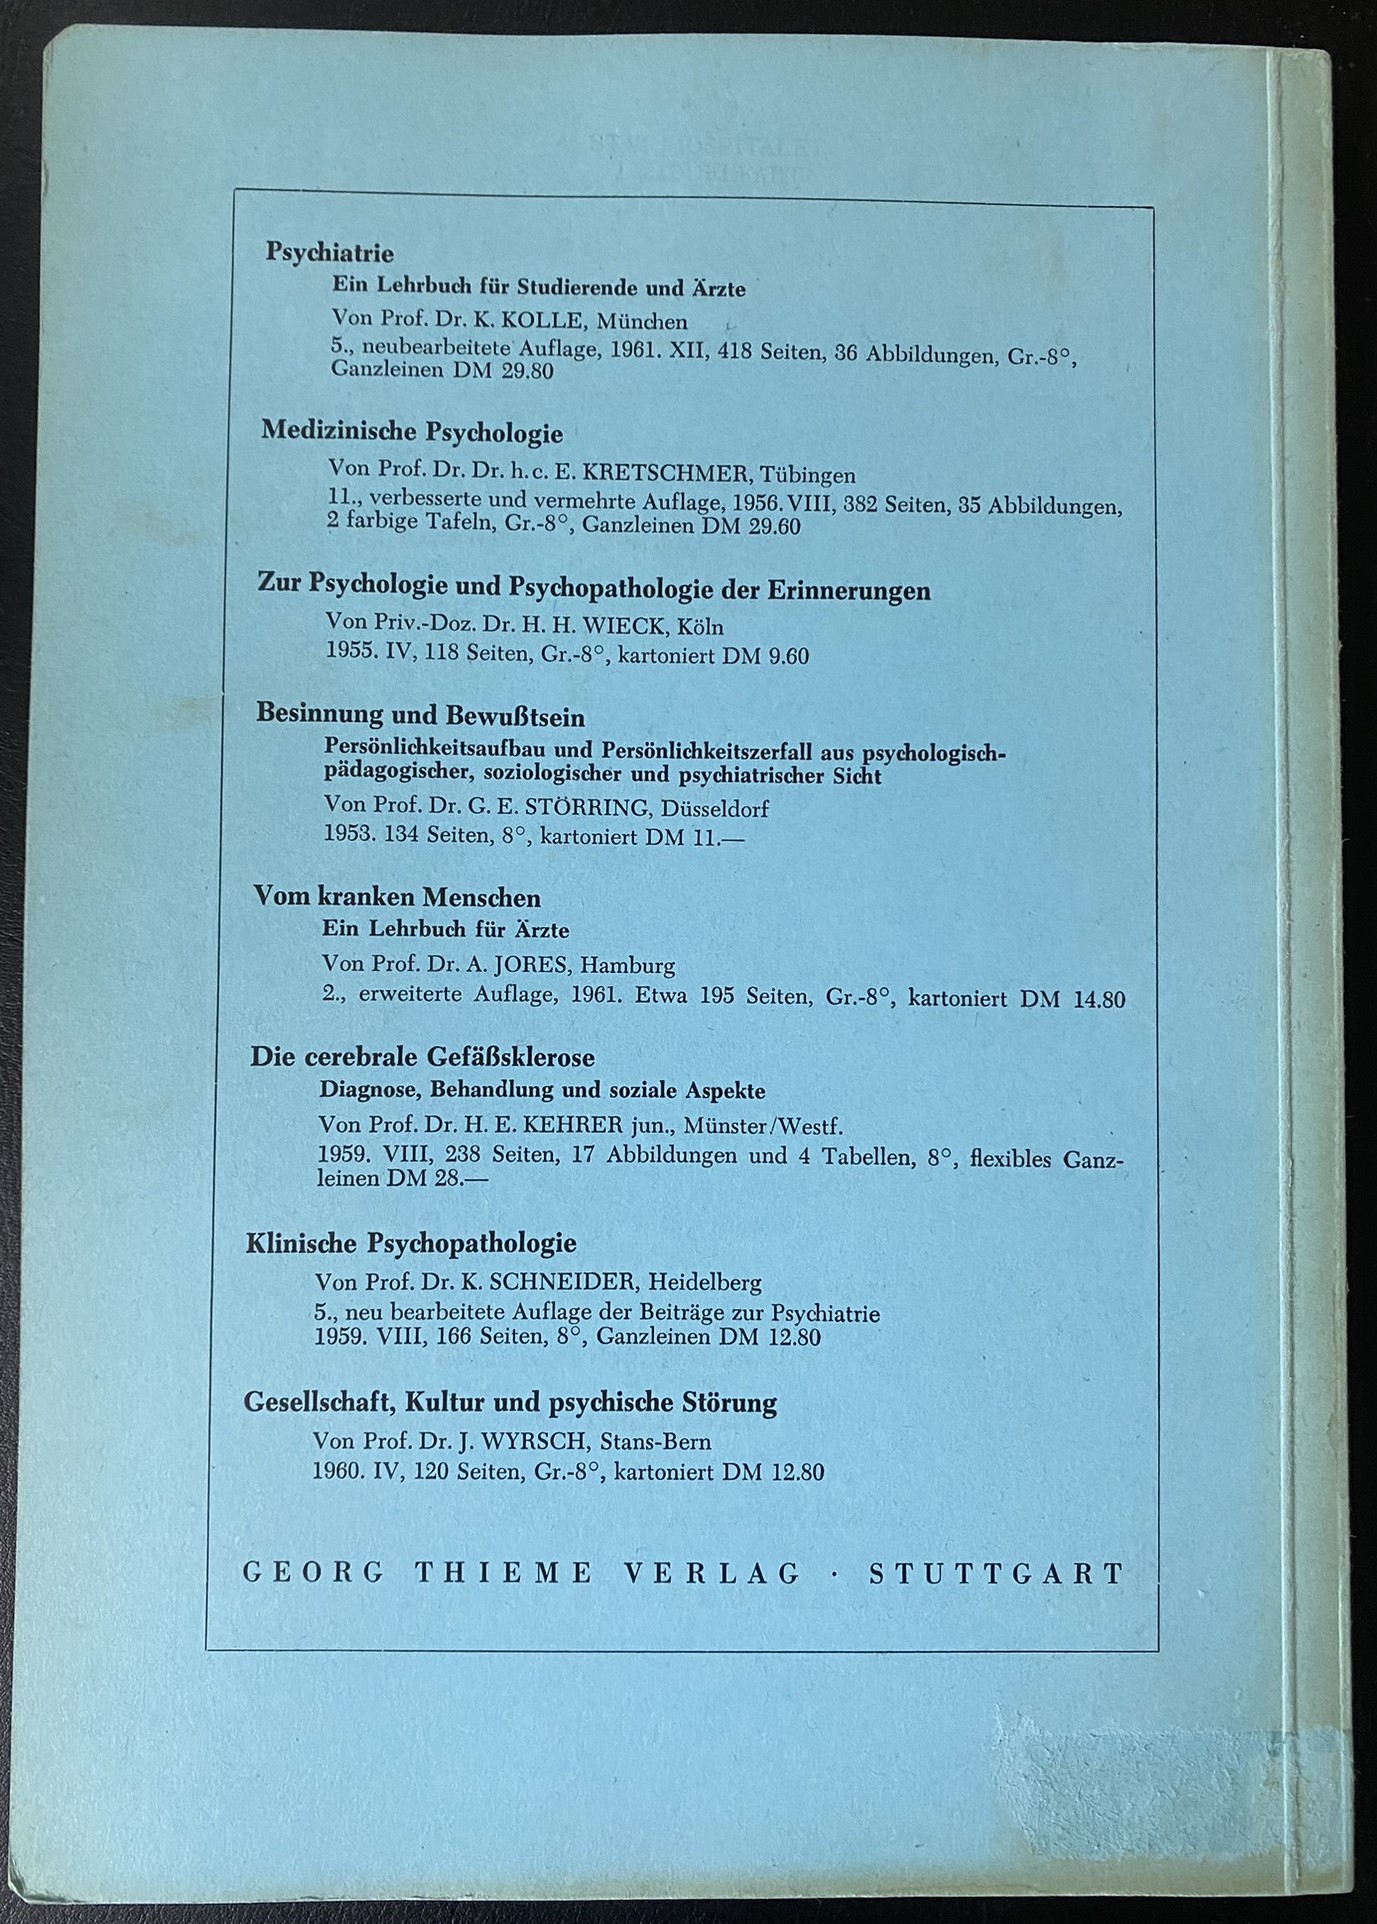 Psychiatrie
Ein Lehrbuch für Studierende und Ärzte
Von Prof. Dr. K. KOLLE, München
5., neubearbeitete Auflage, 1961. XII, 418 Seiten, 36 Abbildungen, Gr.-8°,
Ganzleinen DM 29.80
Medizinische Psychologie
Von Prof. Dr. Dr. h. c. E. KRETSCHMER, Tübingen
11., verbesserte und vermehrte Auflage, 1956. VIII, 382 Seiten, 35 Abbildungen,
2 farbige Tafeln, Gr.-8°, Ganzleinen DM 29.60
Zur Psychologie und Psychopathologie der Erinnerungen
Von Priv.-Doz. Dr. H. H. WIECK, Köln
1955. IV, 118 Seiten, Gr.-8°, kartoniert DM 9.60
Besinnung und Bewußtsein
Persönlichkeitsaufbau und Persönlichkeitszerfall aus psychologisch-
pädagogischer, soziologischer und psychiatrischer Sicht
Von Prof. Dr. G. E. STÖRRING, Düsseldorf
1953. 134 Seiten, 8°, kartoniert DM 11.—
Vom kranken Menschen
Ein Lehrbuch für Ärzte
Von Prof. Dr. A. JORES, Hamburg
2., erweiterte Auflage, 1961. Etwa 195 Seiten, Gr.-8°, kartoniert DM 14.80
Die cerebrale Gefäßsklerose
Diagnose, Behandlung und soziale Aspekte
Von Prof. Dr. H. E. KEHRER jun., Münster/Westf.
1959. VIII, 238 Seiten, 17 Abbildungen und 4 Tabellen, 8°, flexibles Ganz-
leinen DM 28.—
Klinische Psychopathologie
Von Prof. Dr. K. SCHNEIDER, Heidelberg
5., neu bearbeitete Auflage der Beiträge zur Psychiatrie
1959. VIII, 166 Seiten, 8°, Ganzleinen DM 12.80
Gesellschaft, Kultur und psychische Störung
Von Prof. Dr. J. WYRSCH, Stans-Bern
1960. IV, 120 Seiten, Gr.-8°, kartoniert DM 12.80
GEORG THIEME VERLAG · STUTTGART